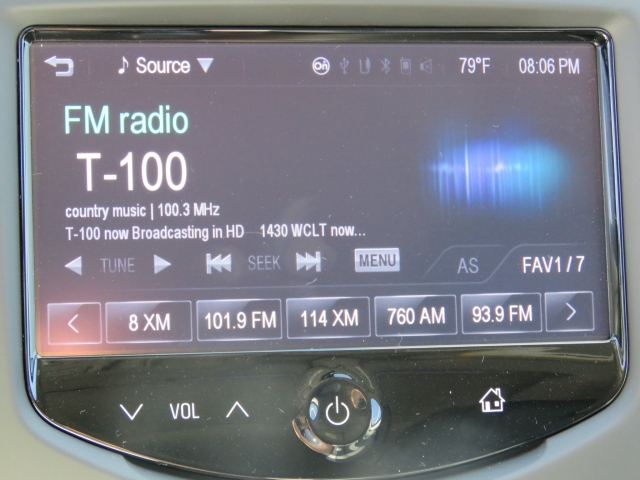 Source On 79°F 08:06 PM
FM radio
T-100
country music | 100.3 MHz
T-100 now Broadcasting in HD 1430 WCLT now...
TUNE SEEK MENU AS FAV1 / 7
8 XM 101.9 FM 114 XM 760 AM 93.9 FM
VOL